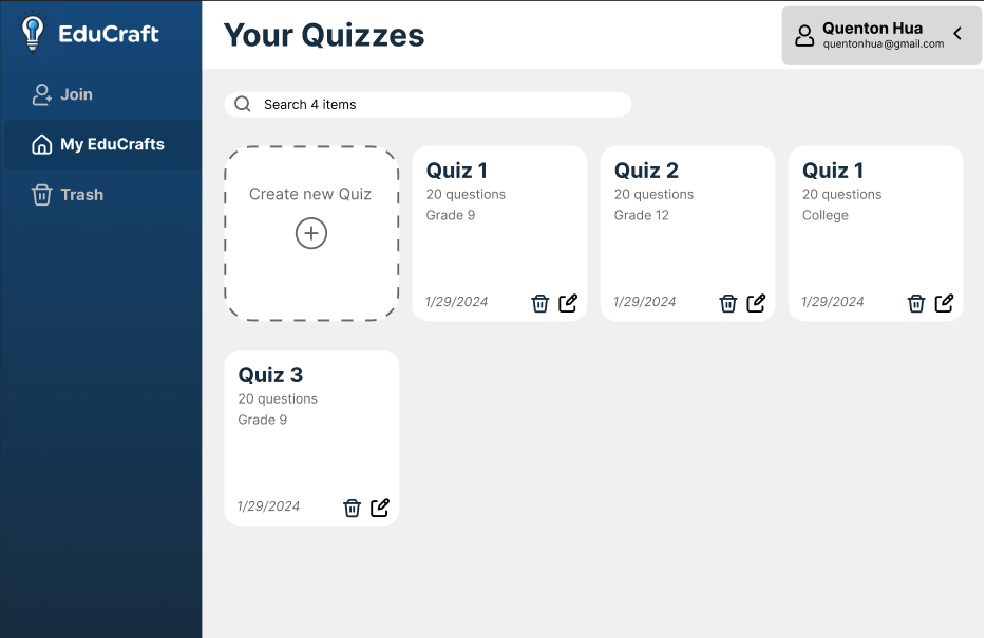 EduCraft
Join
My EduCrafts
Trash
Your Quizzes
Quenton Hua
quentonhua@gmail.com
Search 4 items
Create new Quiz
Quiz 1
20 questions
Grade 9
1/29/2024
Quiz 2
20 questions
Grade 12
1/29/2024
Quiz 1
20 questions
College
1/29/2024
Quiz 3
20 questions
Grade 9
1/29/2024